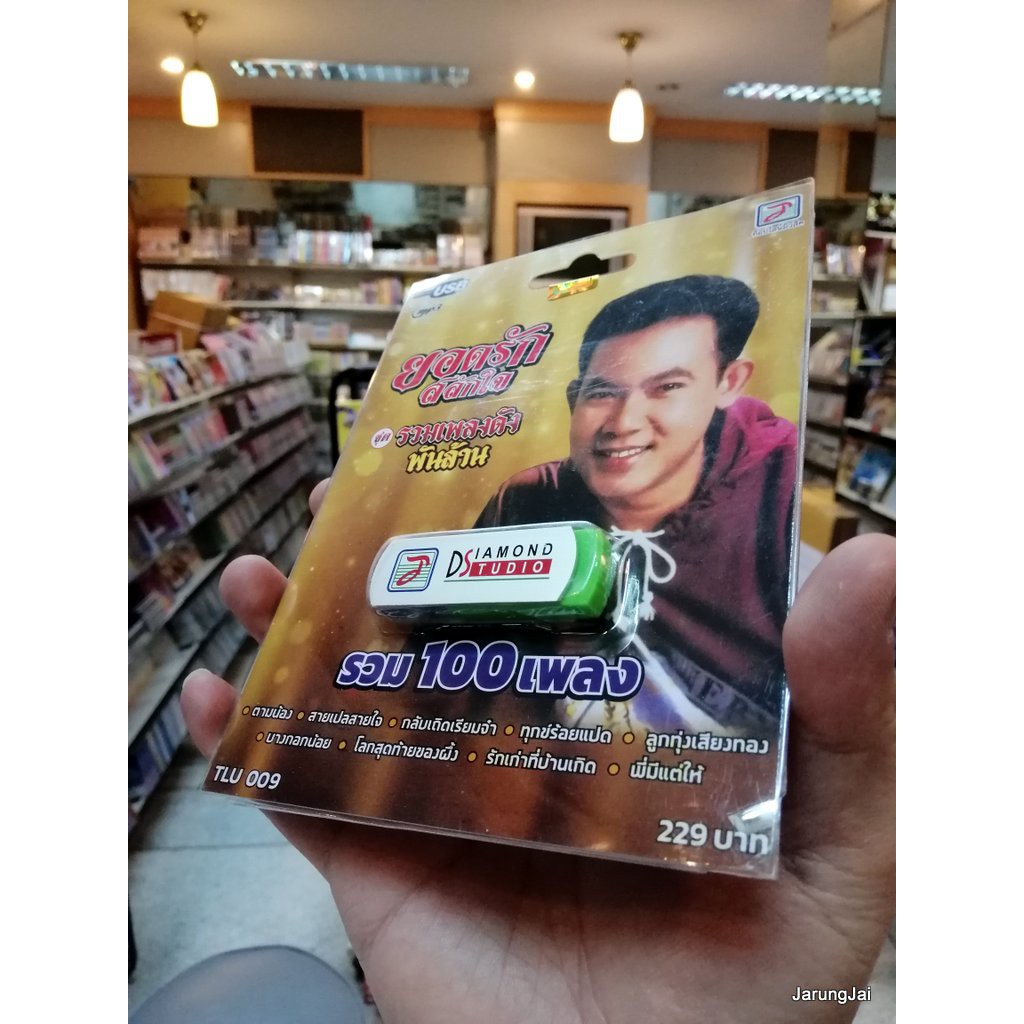 USB
MP3
ยอดรัก
สลักใจ
ชุด รวมเพลงดัง
พันล้าน
DIAMOND
STUDIO
รวม 100 เพลง
• ตามน้อง • สายเปลสายใจ • กลับเถิดเรียมจ๋า • ทุกข์ร้อยแปด • ลูกทุ่งเสียงทอง
• บางกอกน้อย • โลกสุดท้ายของผึ้ง • รักเก่าที่บ้านเกิด • พี่มีแต่ให้
TLU 009
229 บาท
JarungJai